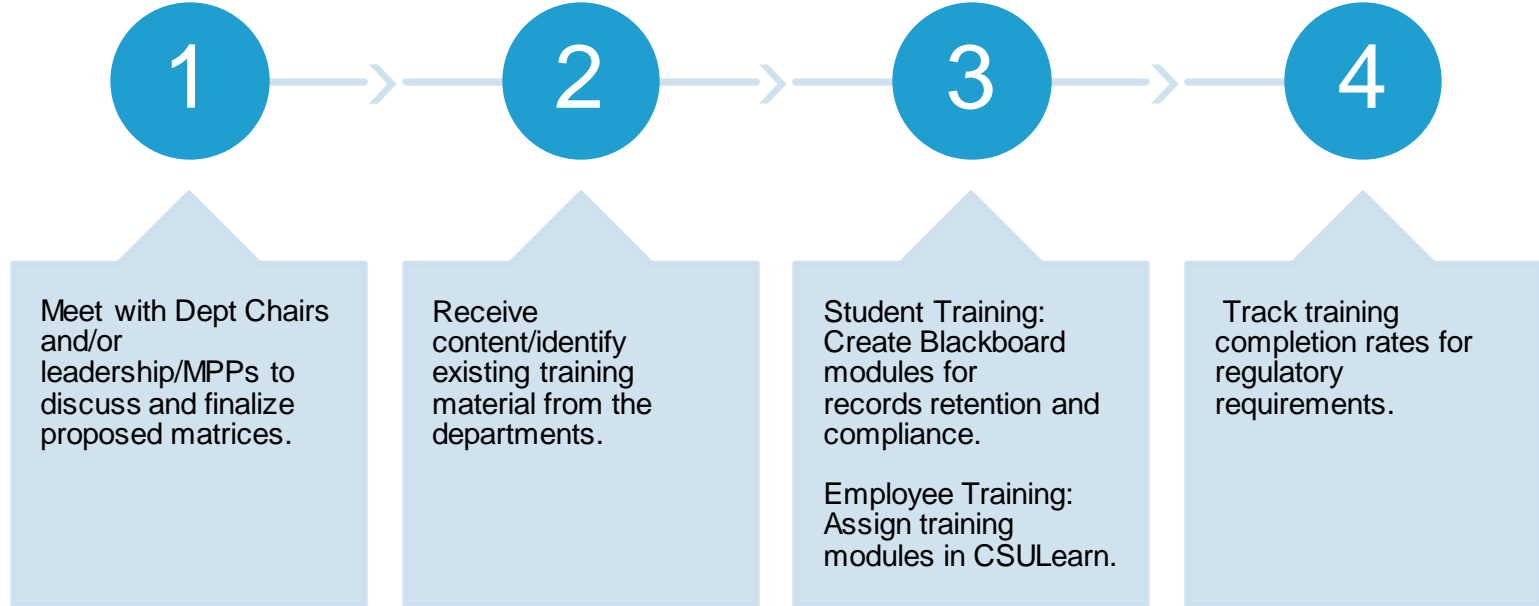 1
2
3
4
Meet with Dept Chairs
and/or
leadership/MPPs to
discuss and finalize
proposed matrices.
Receive
content/identify
existing training
material from the
departments.
Student Training:
Create Blackboard
modules for
records retention and
compliance.
Employee Training:
Assign training
modules in CSULearn.
Track training
completion rates for
regulatory
requirements.